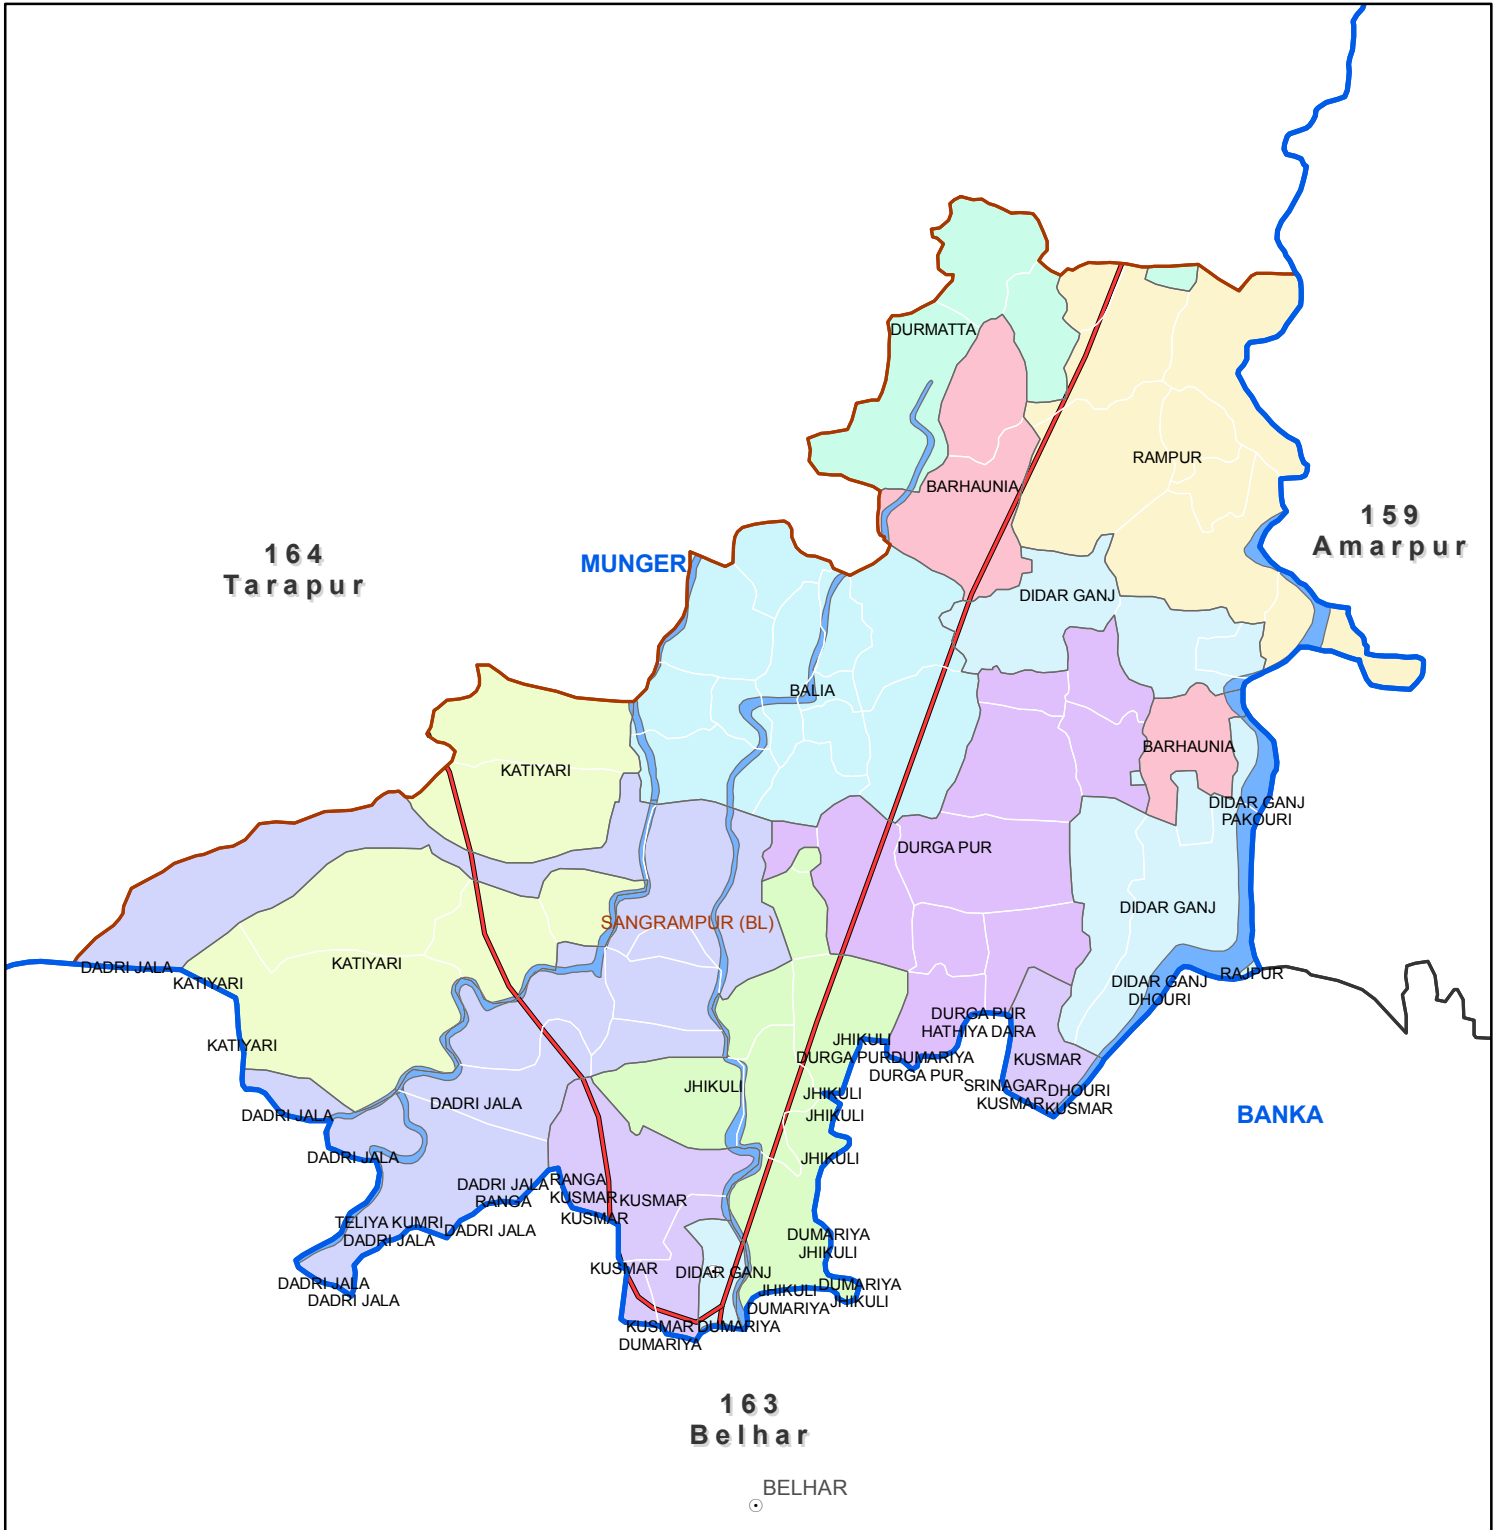 DURMATTA
RAMPUR
BARHAUNIA
159
Amarpur
164
Tarapur
MUNGER
DIDAR GANJ
BALIA
BARHAUNIA
KATIYARI
DIDAR GANJ
PAKOURI
DURGA PUR
DIDAR GANJ
SANGRAMPUR (BL)
KATIYARI
DADRI JALA
KATIYARI
RAJPUR
DIDAR GANJ
DHOURI
DURGA PUR
HATHIYA DARA
KATIYARI
JHIKULI
DURGA PUR
DUMARIYA
DURGA PUR
KUSMAR
JHIKULI
SRINAGAR
KUSMAR
DHOURI
KUSMAR
JHIKULI
DADRI JALA
DADRI JALA
JHIKULI
BANKA
DADRI JALA
JHIKULI
DADRI JALA
RANGA
RANGA
KUSMAR
KUSMAR
KUSMAR
TELIYA KUMRI
DADRI JALA
DADRI JALA
DUMARIYA
JHIKULI
KUSMAR
DIDAR GANJ
DADRI JALA
DADRI JALA
JHIKULI
DUMARIYA
DUMARIYA
JHIKULI
KUSMAR
DUMARIYA
DUMARIYA
163
Belhar
BELHAR